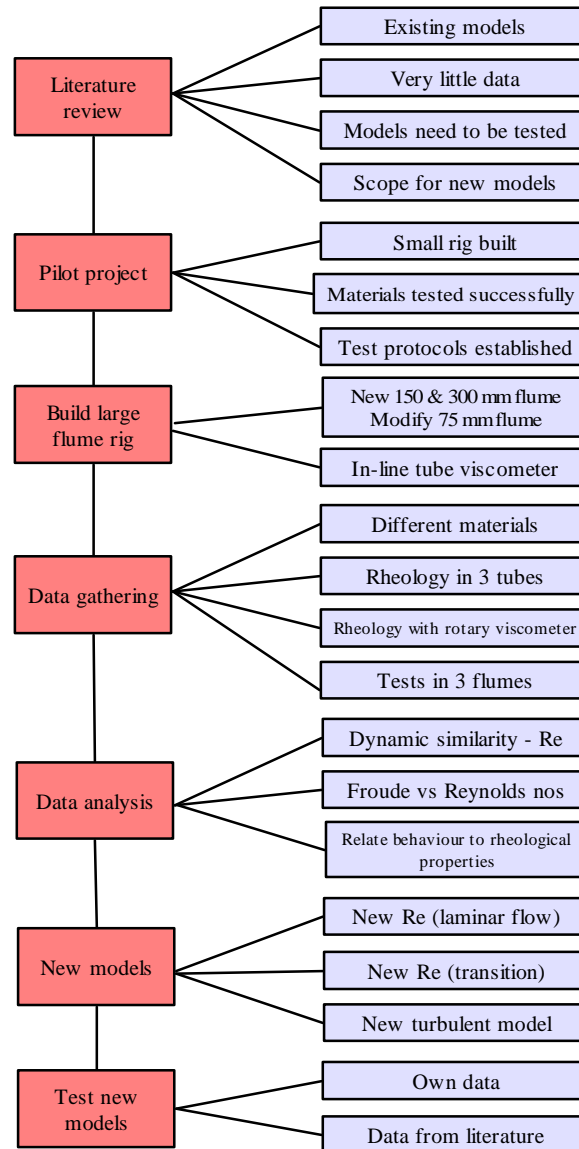 Literature
review
Existing models
Very little data
Models need to be tested
Scope for new models
Pilot project
Small rig built
Materials tested successfully
Test protocols established
Build large
flume rig
New 150 & 300 mm flume
Modify 75 mm flume
In-line tube viscometer
Data gathering
Different materials
Rheology in 3 tubes
Rheology with rotary viscometer
Tests in 3 flumes
Data analysis
Dynamic similarity - Re
Froude vs Reynolds nos
Relate behaviour to rheological
properties
New models
New Re (laminar flow)
New Re (transition)
New turbulent model
Test new
models
Own data
Data from literature